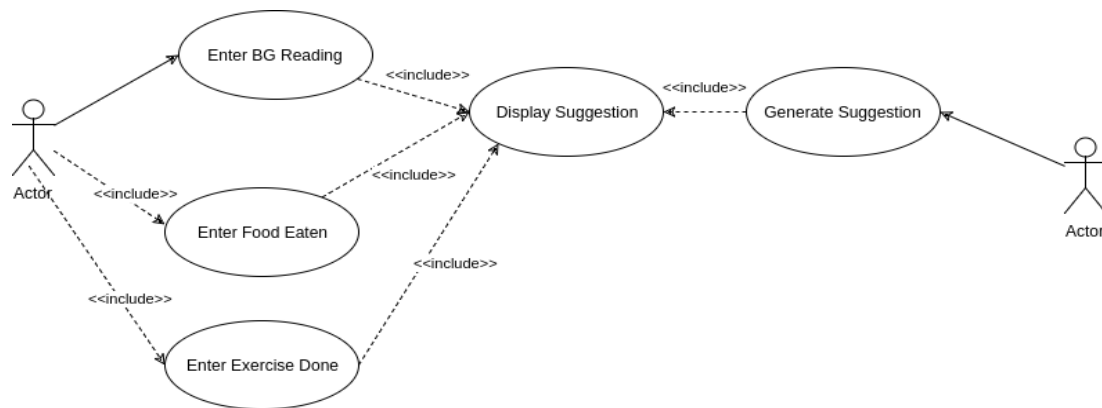 Enter BG Reading
<<include>>
Display Suggestion
<<include>>
Generate Suggestion
<<include>>
Actor
<<include>>
Enter Food Eaten
Actor
<<include>>
<<include>>
Enter Exercise Done